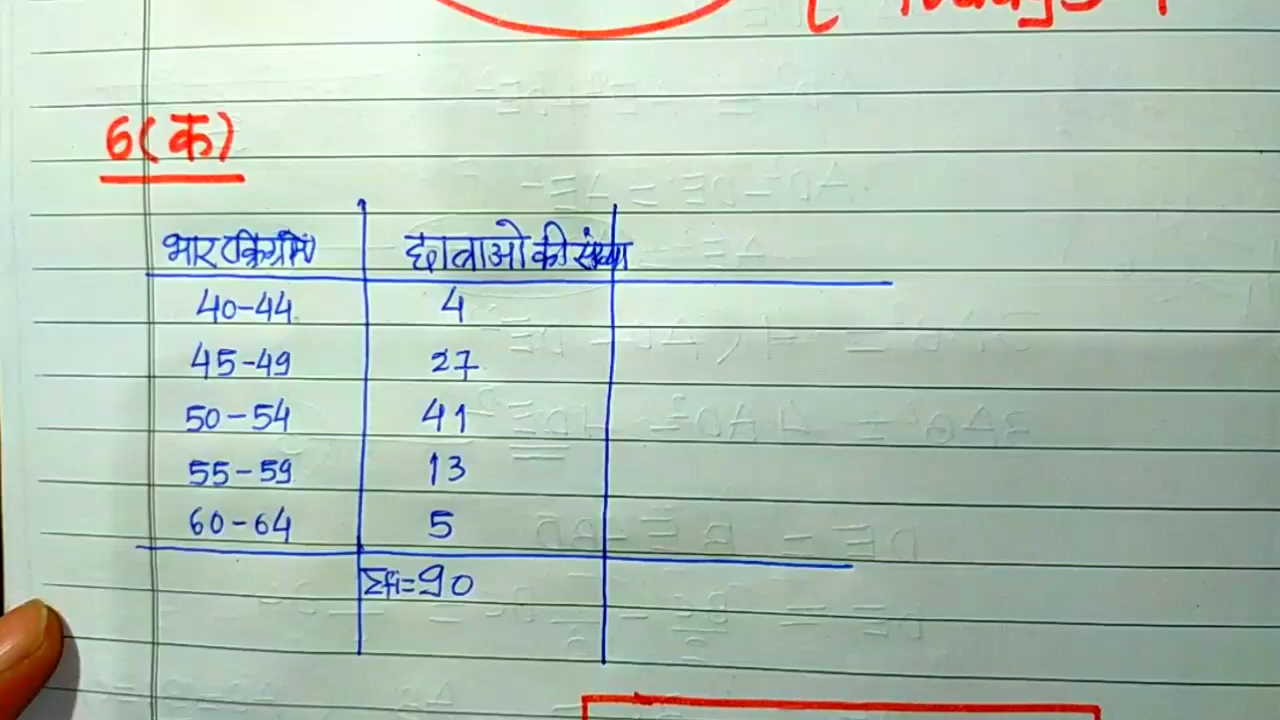 6(क)
भार किग्रामें छात्राओ की संख्या
40-44 4
45-49 27
50-54 41
55-59 13
60-64 5
Σfi=90